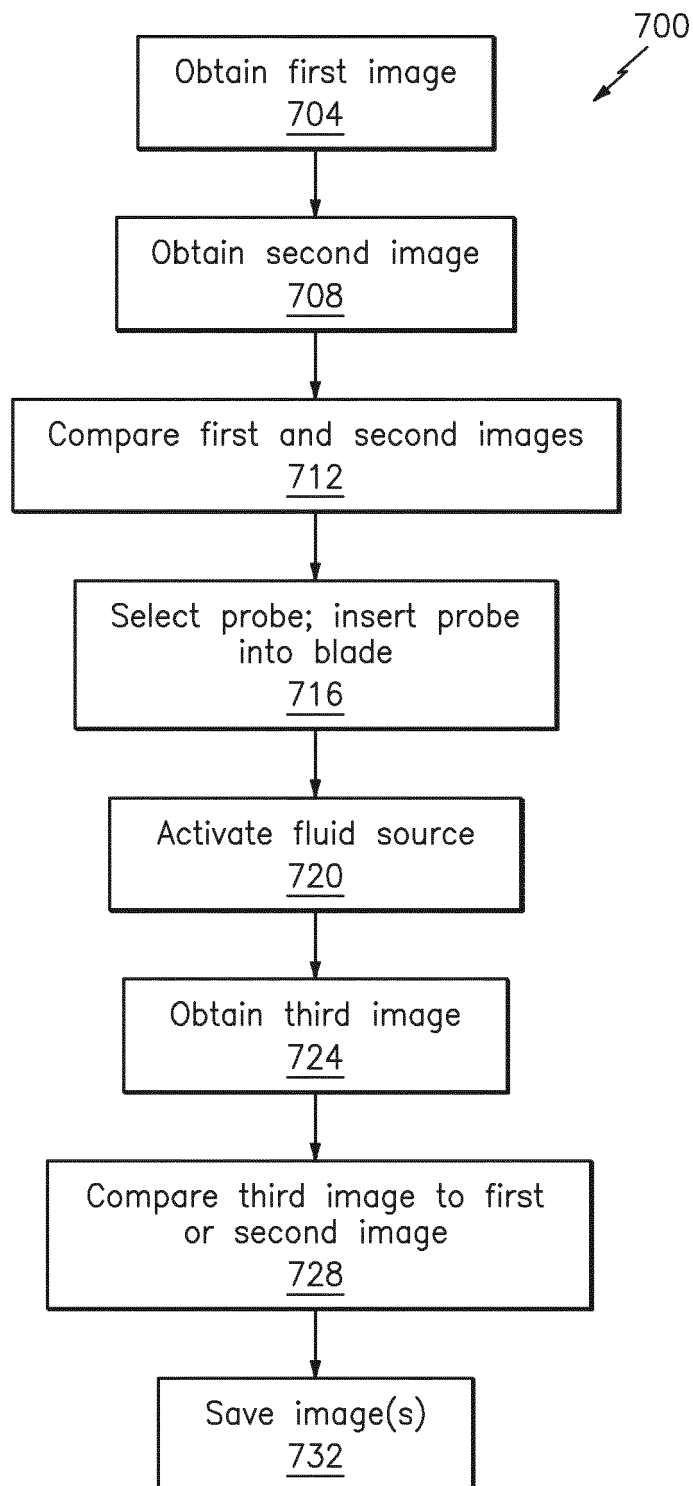 700
Obtain first image
704
Obtain second image
708
Compare first and second images
712
Select probe; insert probe
into blade
716
Activate fluid source
720
Obtain third image
724
Compare third image to first
or second image
728
Save image(s)
732